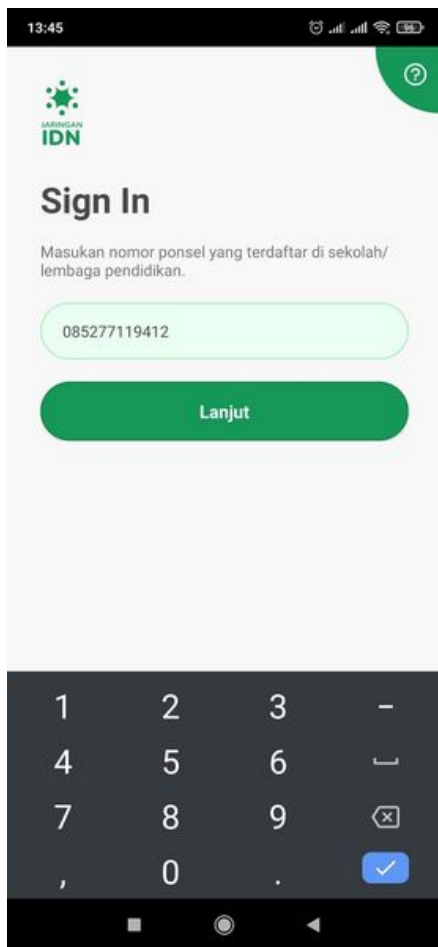 13:45
96
JARINGAN
IDN
Sign In
Masukan nomor ponsel yang terdaftar di sekolah/
lembaga pendidikan.
085277119412
Lanjut
1 2 3 -
4 5 6
7 8 9
, 0 .